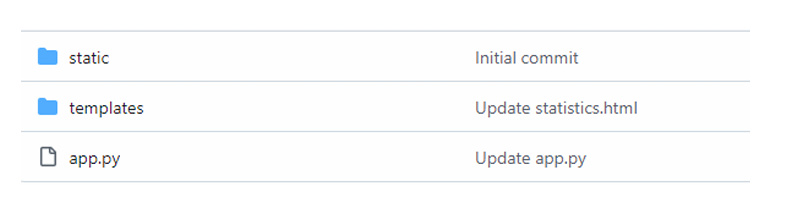 static Initial commit
templates Update statistics.html
app.py Update app.py